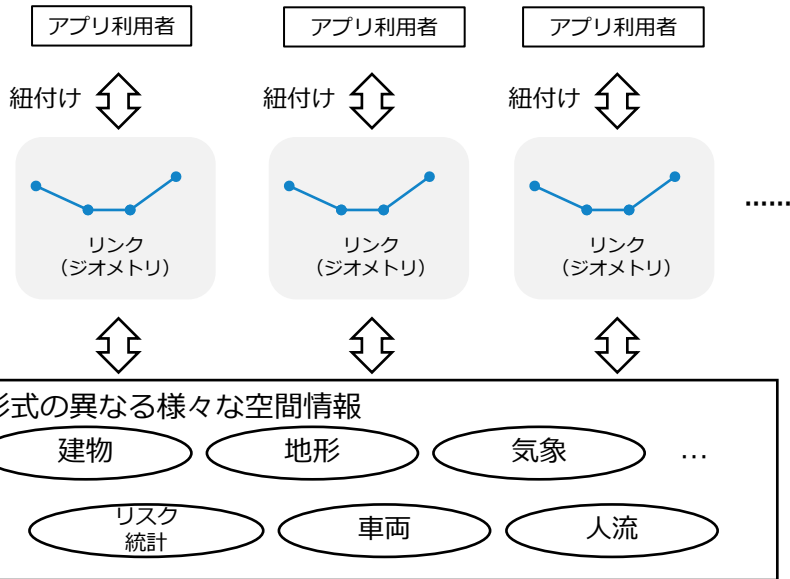 アプリ利用者
アプリ利用者
アプリ利用者
紐付け
紐付け
紐付け
リンク
（ジオメトリ）
リンク
（ジオメトリ）
リンク
（ジオメトリ）
......
形式の異なる様々な空間情報
建物
地形
気象
…
リスク
統計
車両
人流